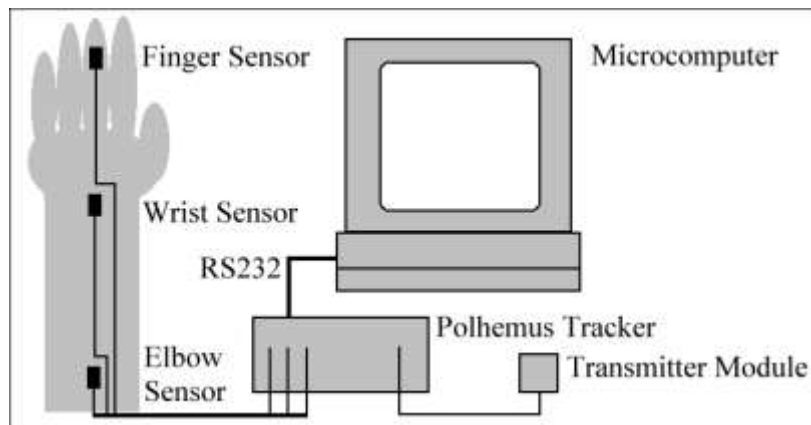 Finger Sensor
Microcomputer
Wrist Sensor
RS232
Polhemus Tracker
Elbow
Sensor
Transmitter Module